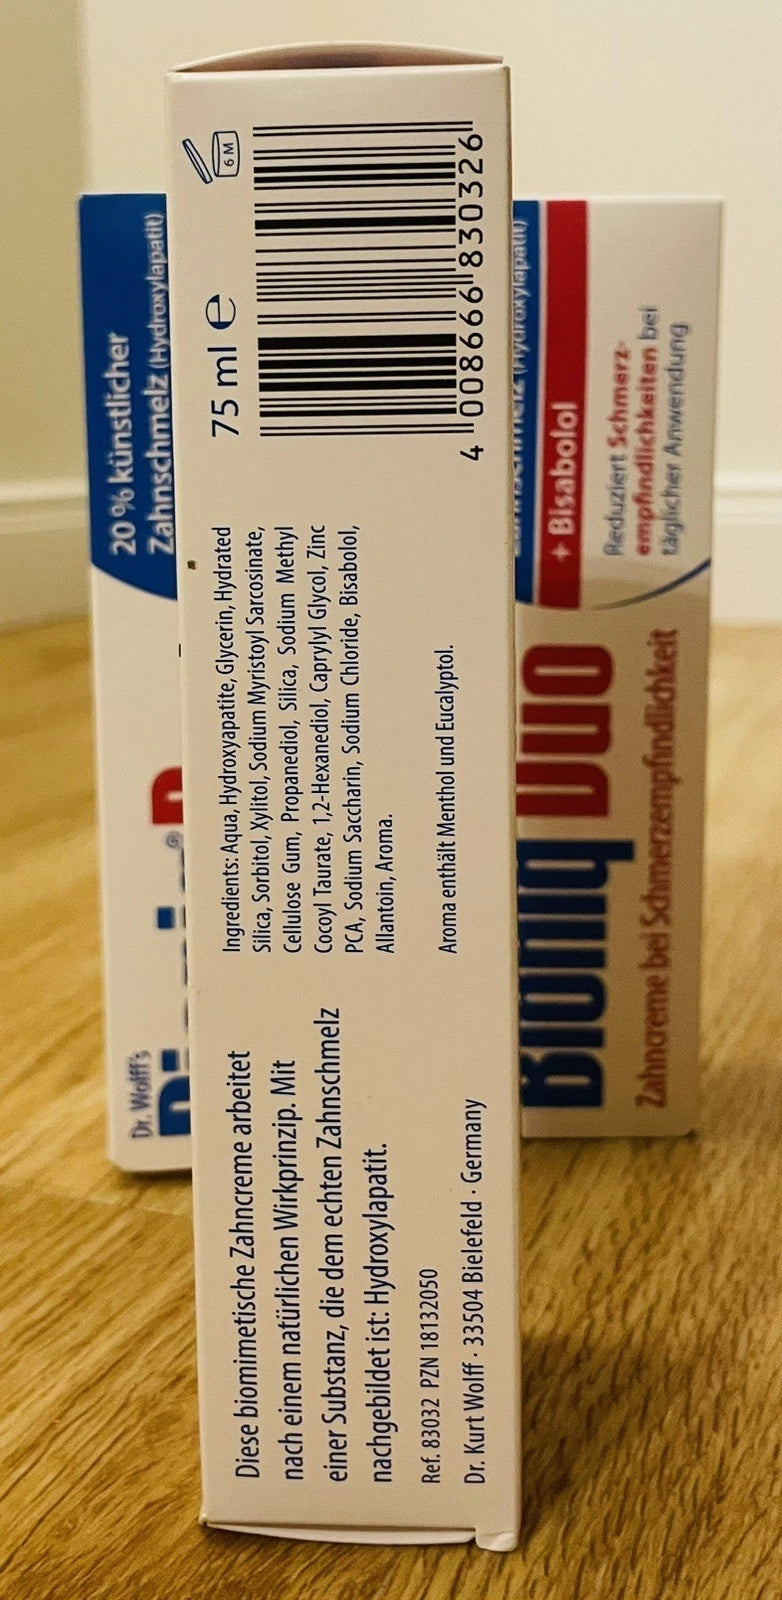 Diese biomimetische Zahncreme arbeitet
nach einem natürlichen Wirkprinzip. Mit
einer Substanz, die dem echten Zahnschmelz
nachgebildet ist: Hydroxylapatit.
Ref. 83032 PZN 18132050
Dr. Kurt Wolff · 33504 Bielefeld · Germany
Ingredients: Aqua, Hydroxyapatite, Glycerin, Hydrated
Silica, Sorbitol, Xylitol, Sodium Myristoyl Sarcosinate,
Cellulose Gum, Propanediol, Silica, Sodium Methyl
Cocoyl Taurate, 1,2-Hexanediol, Caprylyl Glycol, Zinc
PCA, Sodium Saccharin, Sodium Chloride, Bisabolol,
Allantoin, Aroma.
Aroma enthält Menthol und Eucalyptol.
6 M
75 ml e
4 008666 830326
Dr. Wolff's
20 % künstlicher
Zahnschmelz (Hydroxylapatit)
Zahnschmelz (Hydroxylapatit)
+ Bisabolol
Reduziert Schmerz-
empfindlichkeiten bei
täglicher Anwendung
Bioniq Duo
Zahncreme bei Schmerzempfindlichkeit